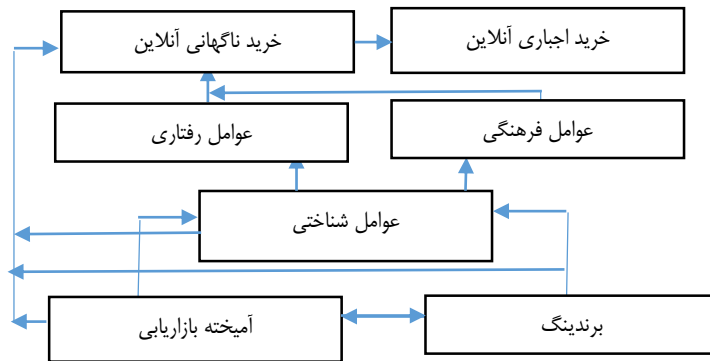 خرید اجباری آنلاین
خرید ناگهانی آنلاین
عوامل فرهنگی
عوامل رفتاری
عوامل شناختی
برندینگ
آمیخته بازاریابی